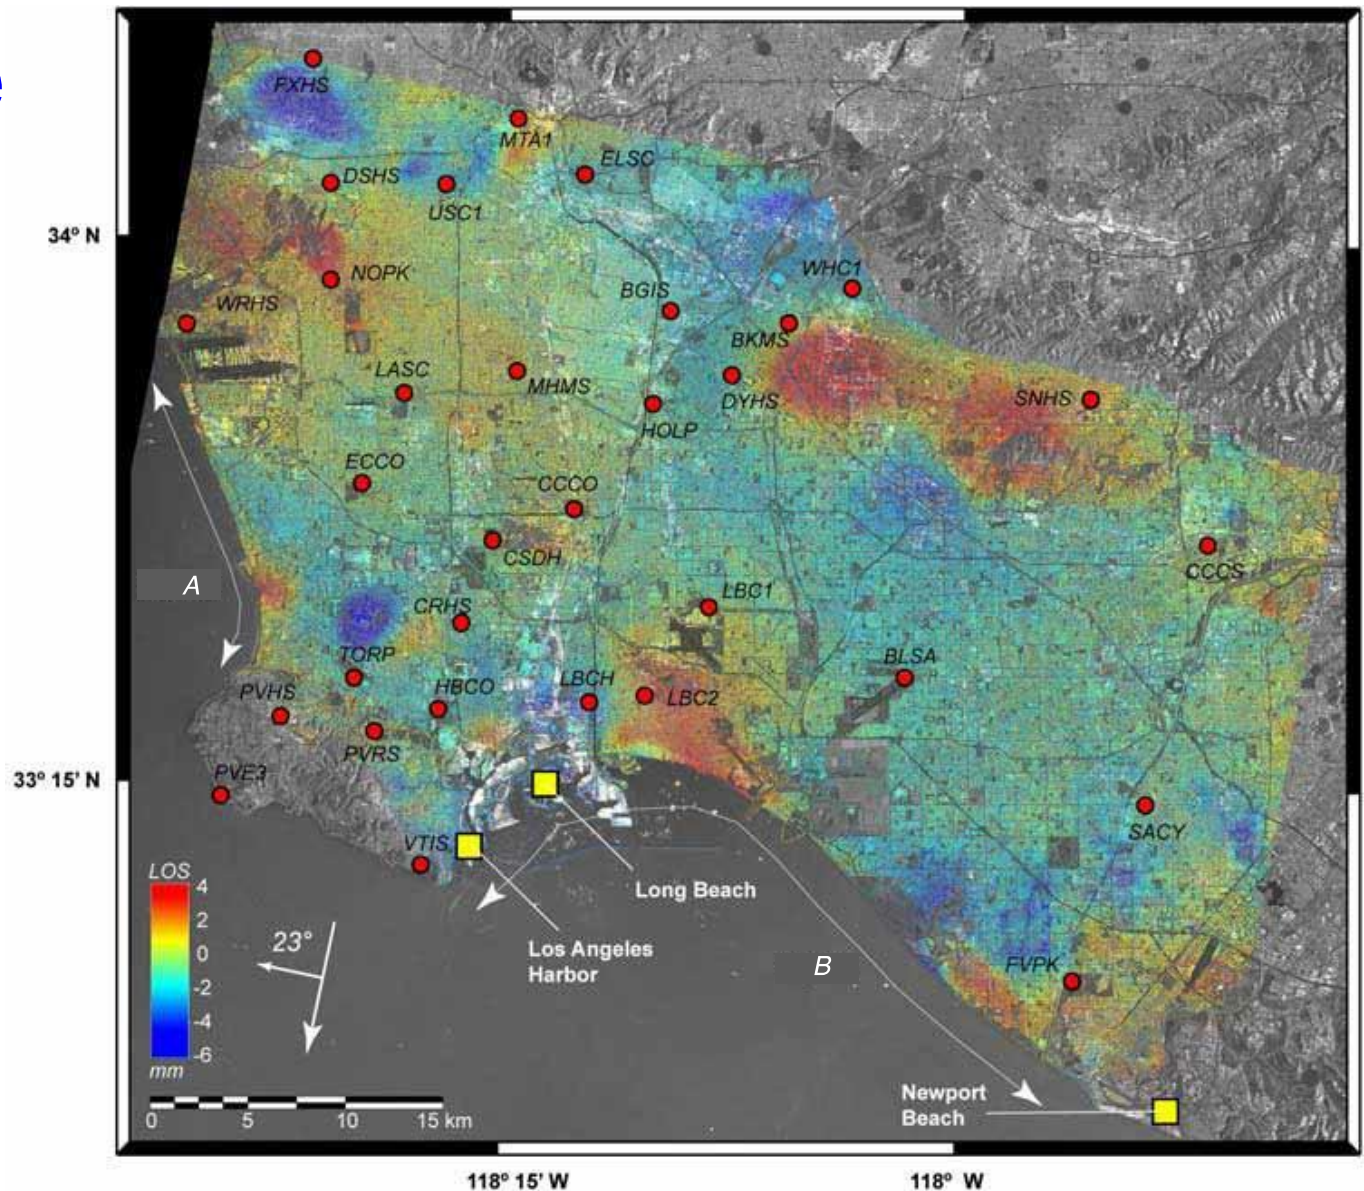 e
FXHS
MTA1
ELSC
DSHS
USC1
34° N
WHC1
NOPK
BGIS
WRHS
BKMS
LASC
MHMS
DYHS
SNHS
HOLP
ECCO
CCCO
CSDH
CCCS
A
LBC1
CRHS
TORP
BLSA
PVHS
HBCO
LBCH
LBC2
PVRS
33° 15' N
PVE3
SACY
VTIS
LOS
4
2
0
-2
-4
-6
mm
Long Beach
23°
Los Angeles
Harbor
B
FVPK
Newport
Beach
0 5 10 15 km
118° 15' W
118° W